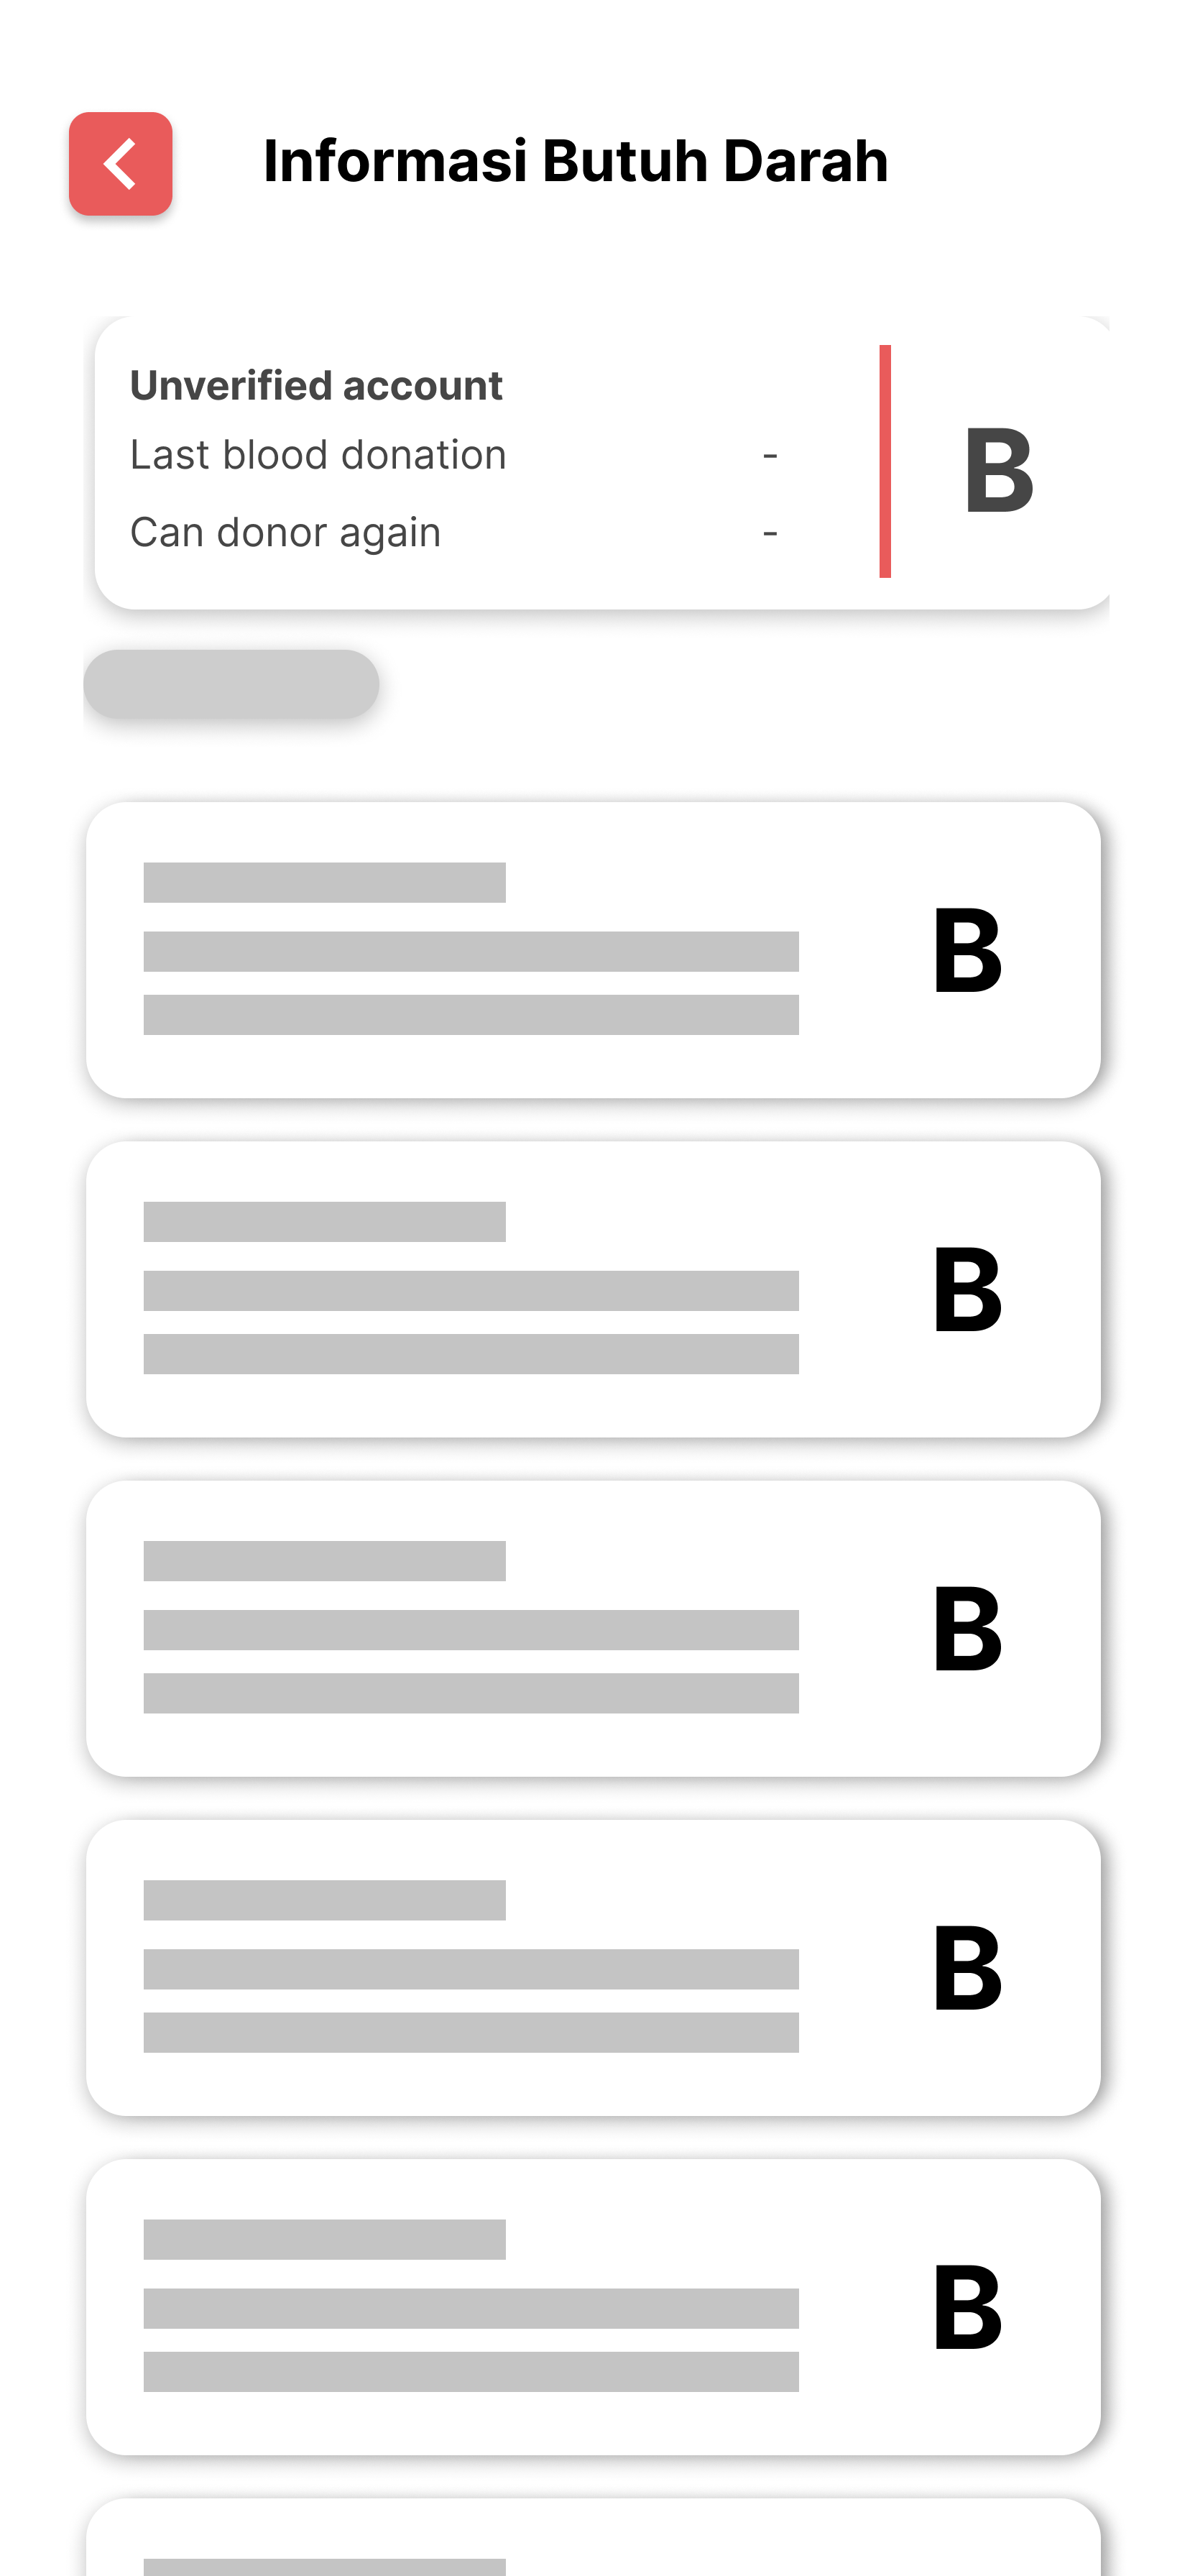 Informasi Butuh Darah
Unverified account
Last blood donation -
Can donor again -
B
B
B
B
B
B